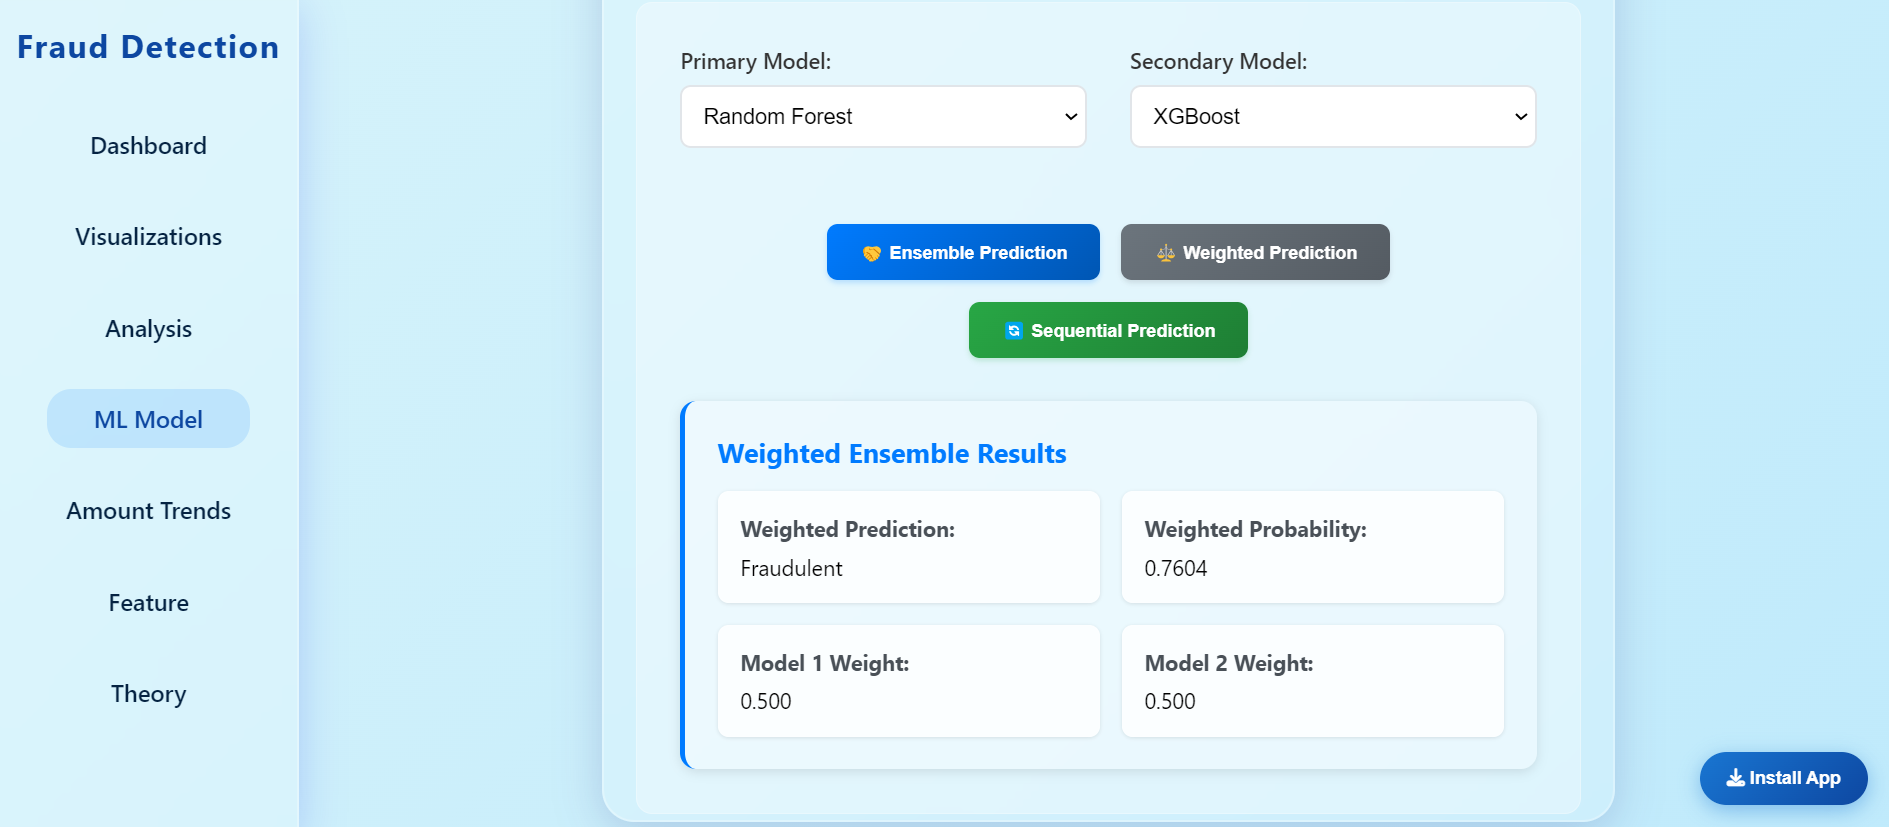 Fraud Detection
Dashboard
Visualizations
Analysis
ML Model
Amount Trends
Feature
Theory
Primary Model:
Random Forest
Secondary Model:
XGBoost
🤝 Ensemble Prediction
⚖️ Weighted Prediction
🔄 Sequential Prediction
Weighted Ensemble Results
Weighted Prediction:
Fraudulent
Weighted Probability:
0.7604
Model 1 Weight:
0.500
Model 2 Weight:
0.500
Install App